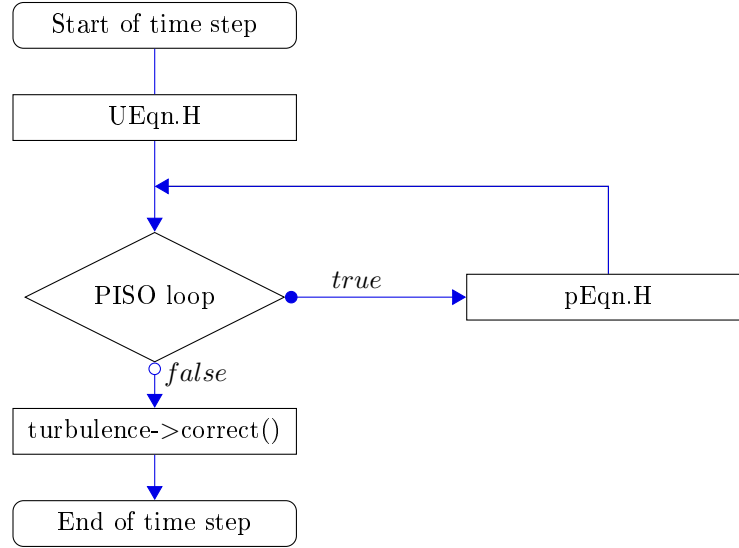 Start of time step
UEqn.H
PISO loop
true
pEqn.H
false
turbulence->correct()
End of time step